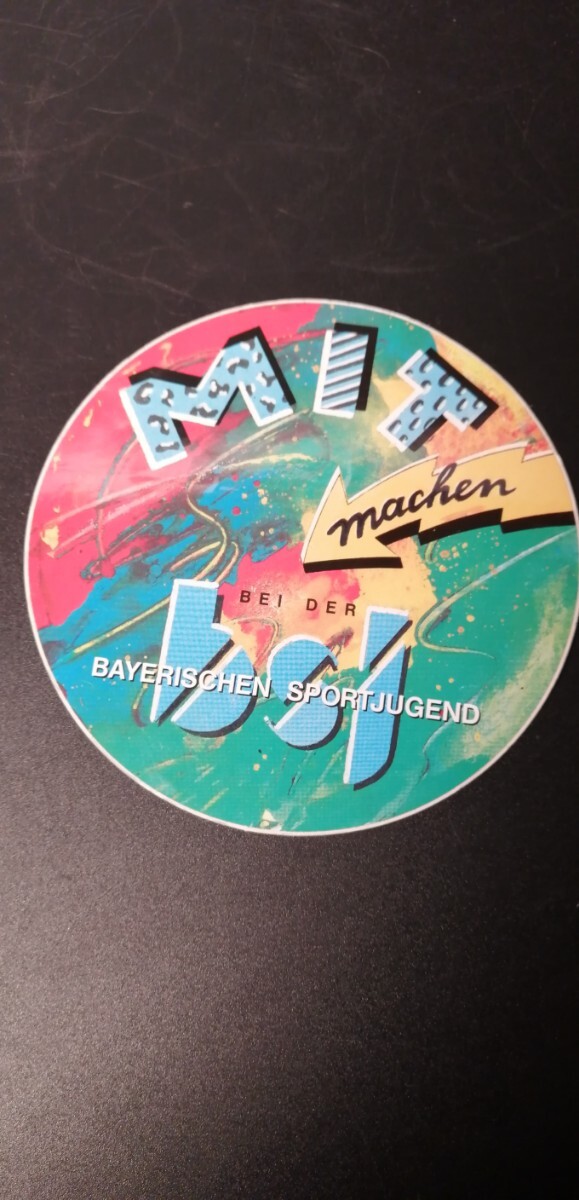 MIT
machen
BEI DER
bsj
BAYERISCHEN SPORTJUGEND